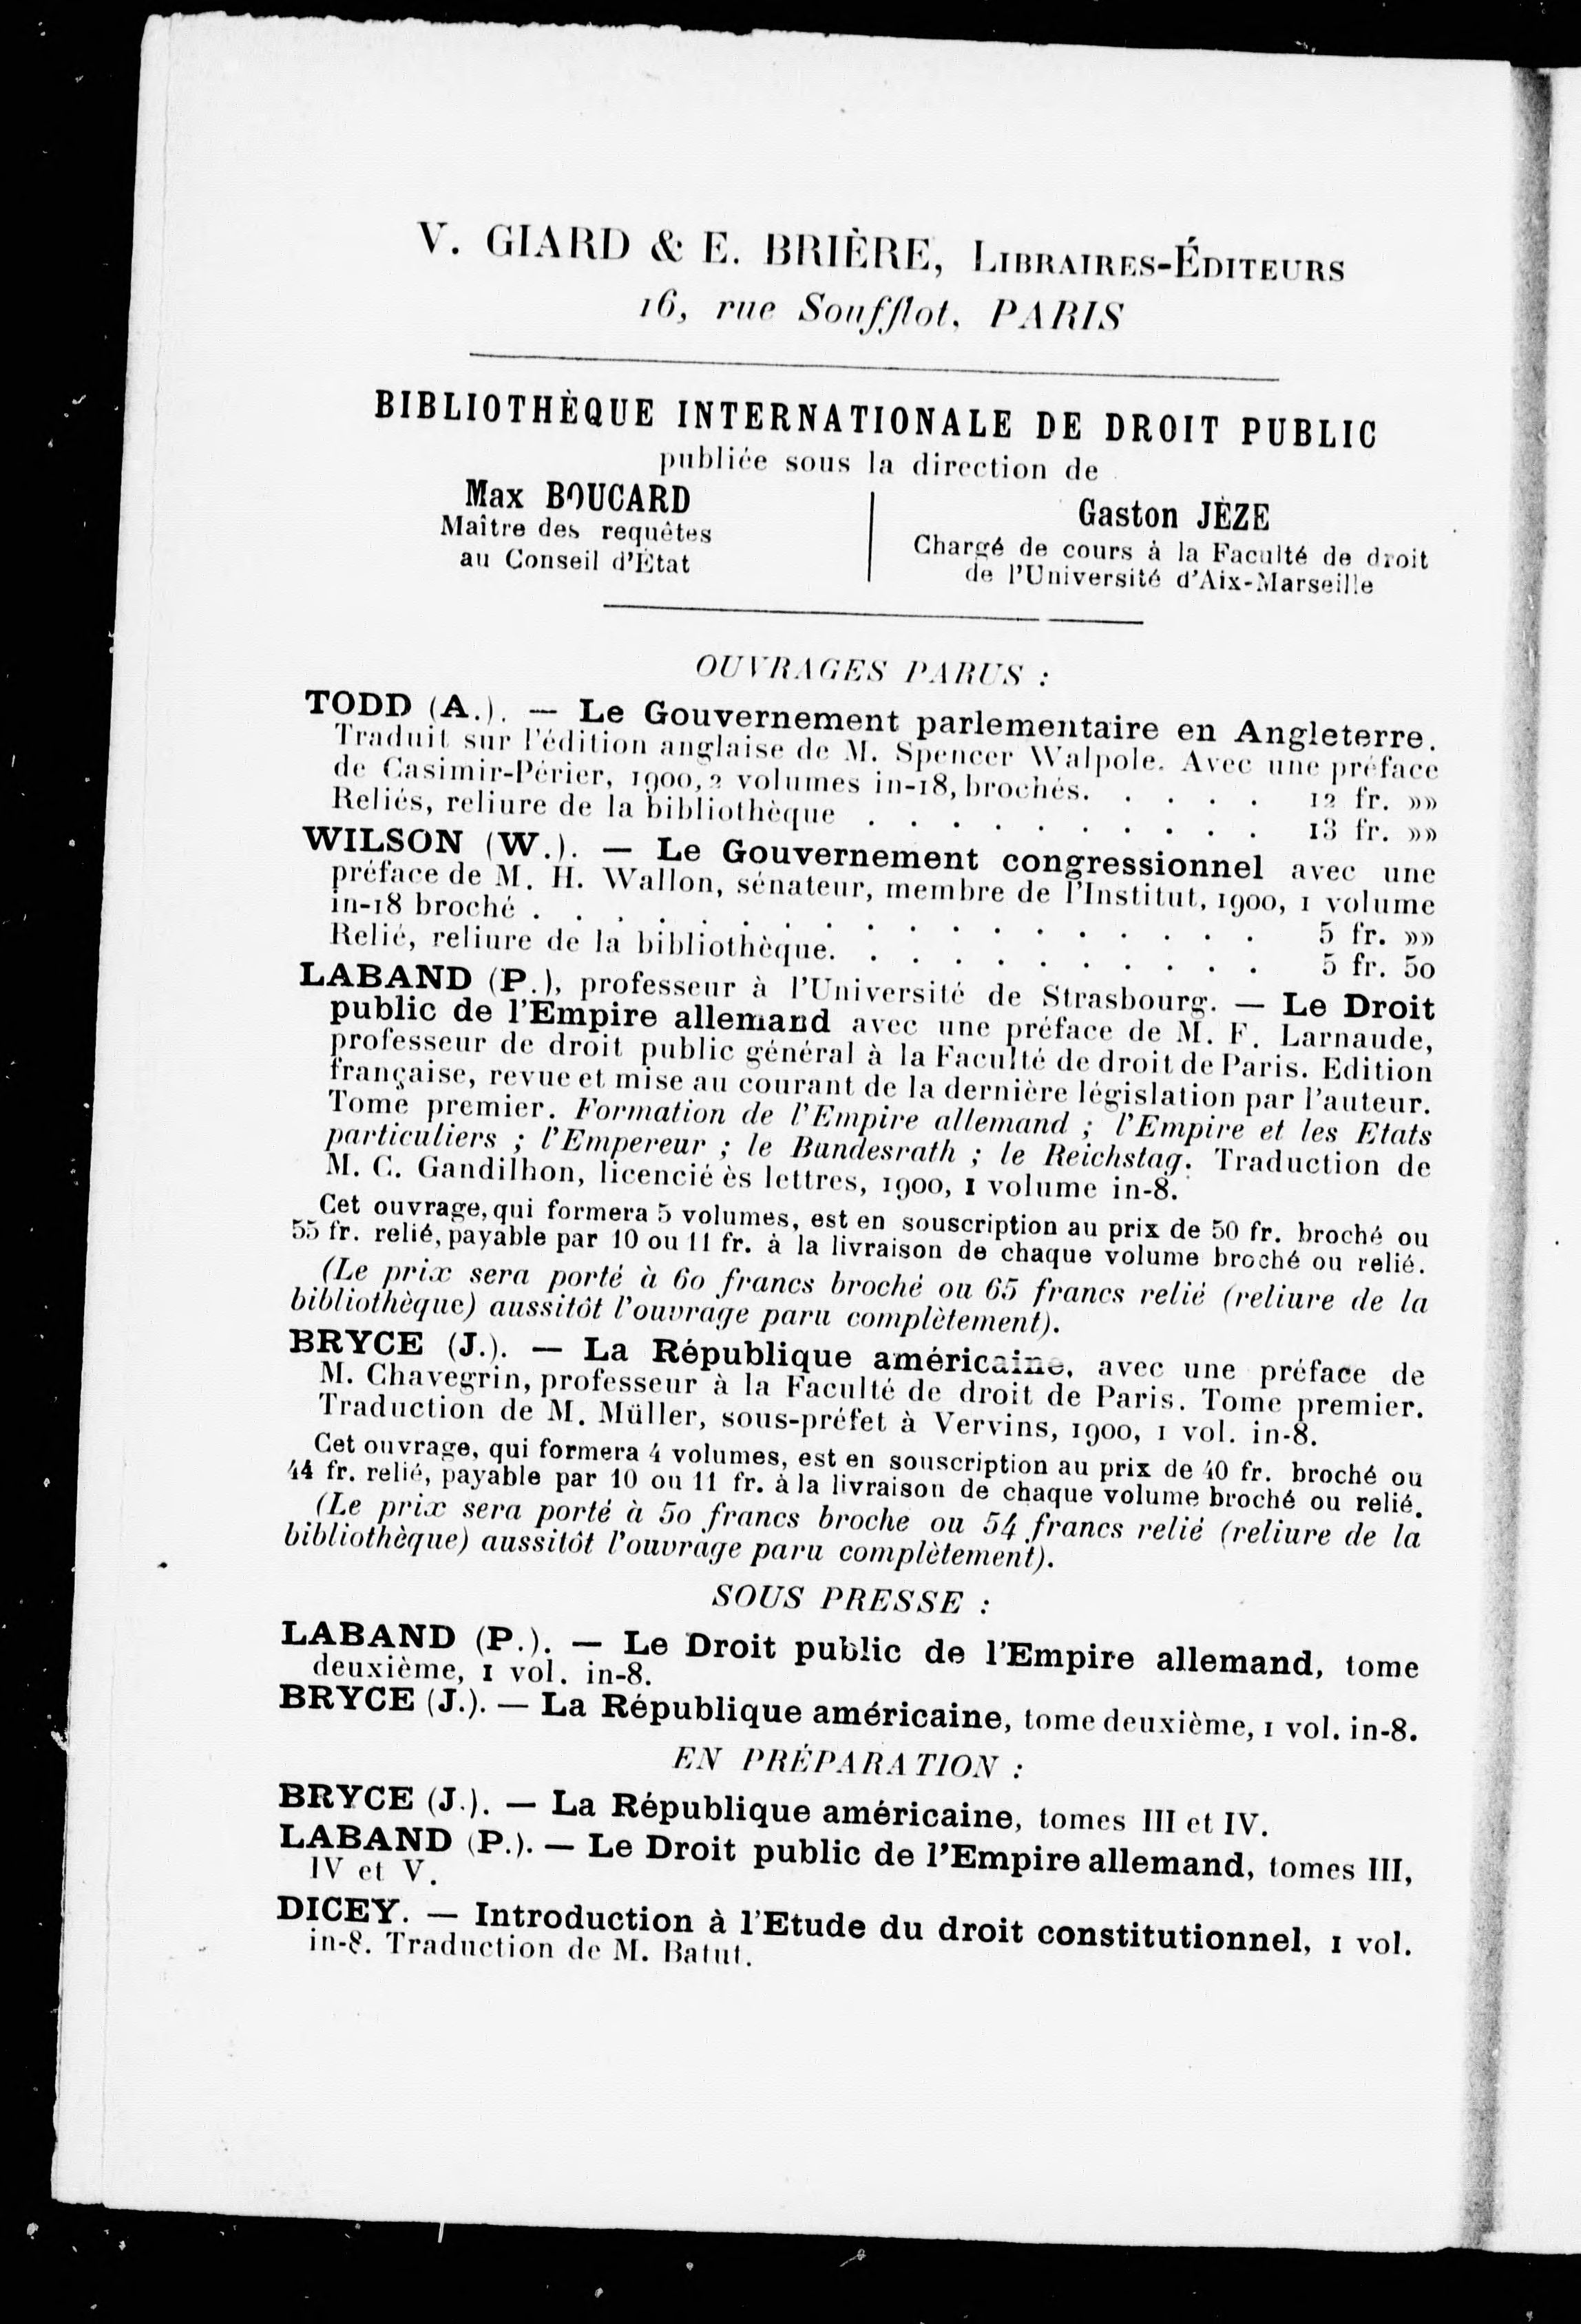 V. GIARD & E. BRIÈRE, LIBRAIRES-ÉDITEURS
16, rue Soufflot, PARIS
BIBLIOTHÈQUE INTERNATIONALE DE DROIT PUBLIC
publiée sous la direction de
Max BOUCARD
Maître des requêtes
au Conseil d'État
Gaston JÈZE
Chargé de cours à la Faculté de droit
de l'Université d'Aix-Marseille
OUVRAGES PARUS :
TODD (A.). — Le Gouvernement parlementaire en Angleterre.
Traduit sur l'édition anglaise de M. Spencer Walpole. Avec une préface
de Casimir-Périer, 1900, 2 volumes in-18, brochés. . . . . 12 fr. »»
Reliés, reliure de la bibliothèque . . . . . . . . . . 13 fr. »»
WILSON (W.). — Le Gouvernement congressionnel avec une
préface de M. H. Wallon, sénateur, membre de l'Institut, 1900, 1 volume
in-18 broché . . . . . . . . . . . . . . . . . . 5 fr. »»
Relié, reliure de la bibliothèque. . . . . . . . . . . 5 fr. 50
LABAND (P.), professeur à l'Université de Strasbourg. — Le Droit
public de l'Empire allemand avec une préface de M. F. Larnaude,
professeur de droit public général à la Faculté de droit de Paris. Edition
française, revue et mise au courant de la dernière législation par l'auteur.
Tome premier. Formation de l'Empire allemand ; l'Empire et les Etats
particuliers ; l'Empereur ; le Bundesrath ; le Reichstag. Traduction de
M. C. Gandilhon, licencié ès lettres, 1900, 1 volume in-8.
Cet ouvrage, qui formera 5 volumes, est en souscription au prix de 50 fr. broché ou
55 fr. relié, payable par 10 ou 11 fr. à la livraison de chaque volume broché ou relié.
(Le prix sera porté à 60 francs broché ou 65 francs relié (reliure de la
bibliothèque) aussitôt l'ouvrage paru complètement).
BRYCE (J.). — La République américaine, avec une préface de
M. Chavegrin, professeur à la Faculté de droit de Paris. Tome premier.
Traduction de M. Müller, sous-préfet à Vervins, 1900, 1 vol. in-8.
Cet ouvrage, qui formera 4 volumes, est en souscription au prix de 40 fr. broché ou
44 fr. relié, payable par 10 ou 11 fr. à la livraison de chaque volume broché ou relié.
(Le prix sera porté à 50 francs broche ou 54 francs relié (reliure de la
bibliothèque) aussitôt l'ouvrage paru complètement).
SOUS PRESSE :
LABAND (P.). — Le Droit public de l'Empire allemand, tome
deuxième, 1 vol. in-8.
BRYCE (J.). — La République américaine, tome deuxième, 1 vol. in-8.
EN PRÉPARATION :
BRYCE (J.). — La République américaine, tomes III et IV.
LABAND (P.). — Le Droit public de l'Empire allemand, tomes III,
IV et V.
DICEY. — Introduction à l'Etude du droit constitutionnel, 1 vol.
in-8. Traduction de M. Batut.